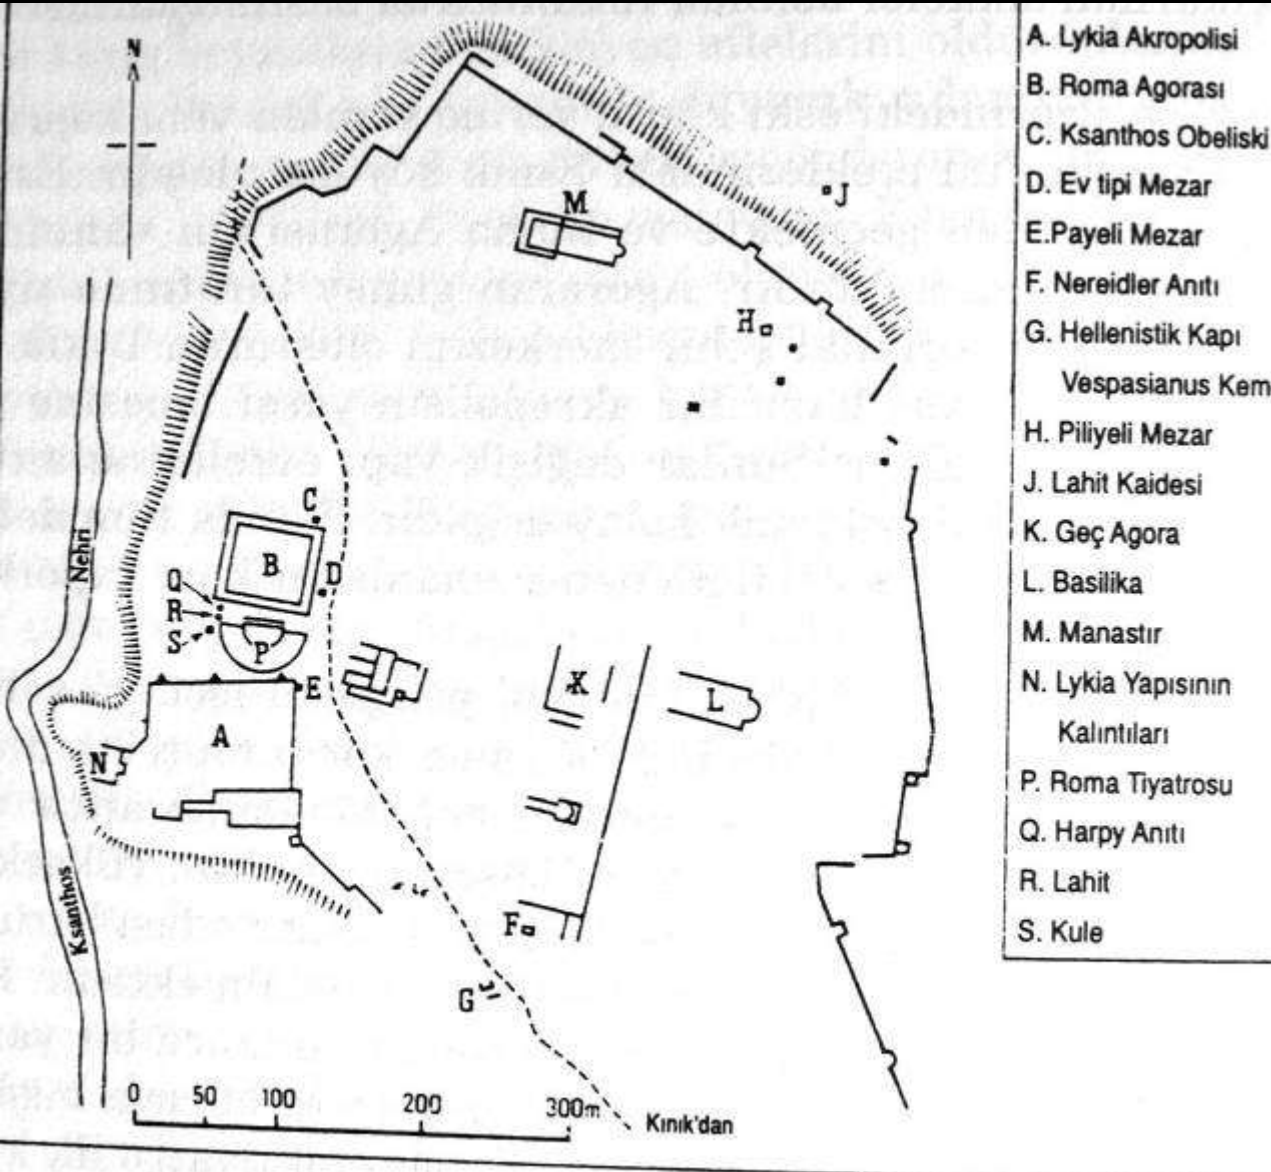 A. Lykia Akropolisi
B. Roma Agorası
C. Ksanthos Obeliski
D. Ev tipi Mezar
E.Payeli Mezar
F. Nereidler Anıtı
G. Hellenistik Kapı
Vespasianus Kem
H. Piliyeli Mezar
J. Lahit Kaidesi
K. Geç Agora
L. Basilika
M. Manastır
N. Lykia Yapısının
Kalıntıları
P. Roma Tiyatrosu
Q. Harpy Anıtı
R. Lahit
S. Kule
N
M
J
H
C
B
Q
D
R
S
P
E
K
L
A
N
F
G
Nehri
Ksanthos
0 50 100 200 300m
Kınık'dan